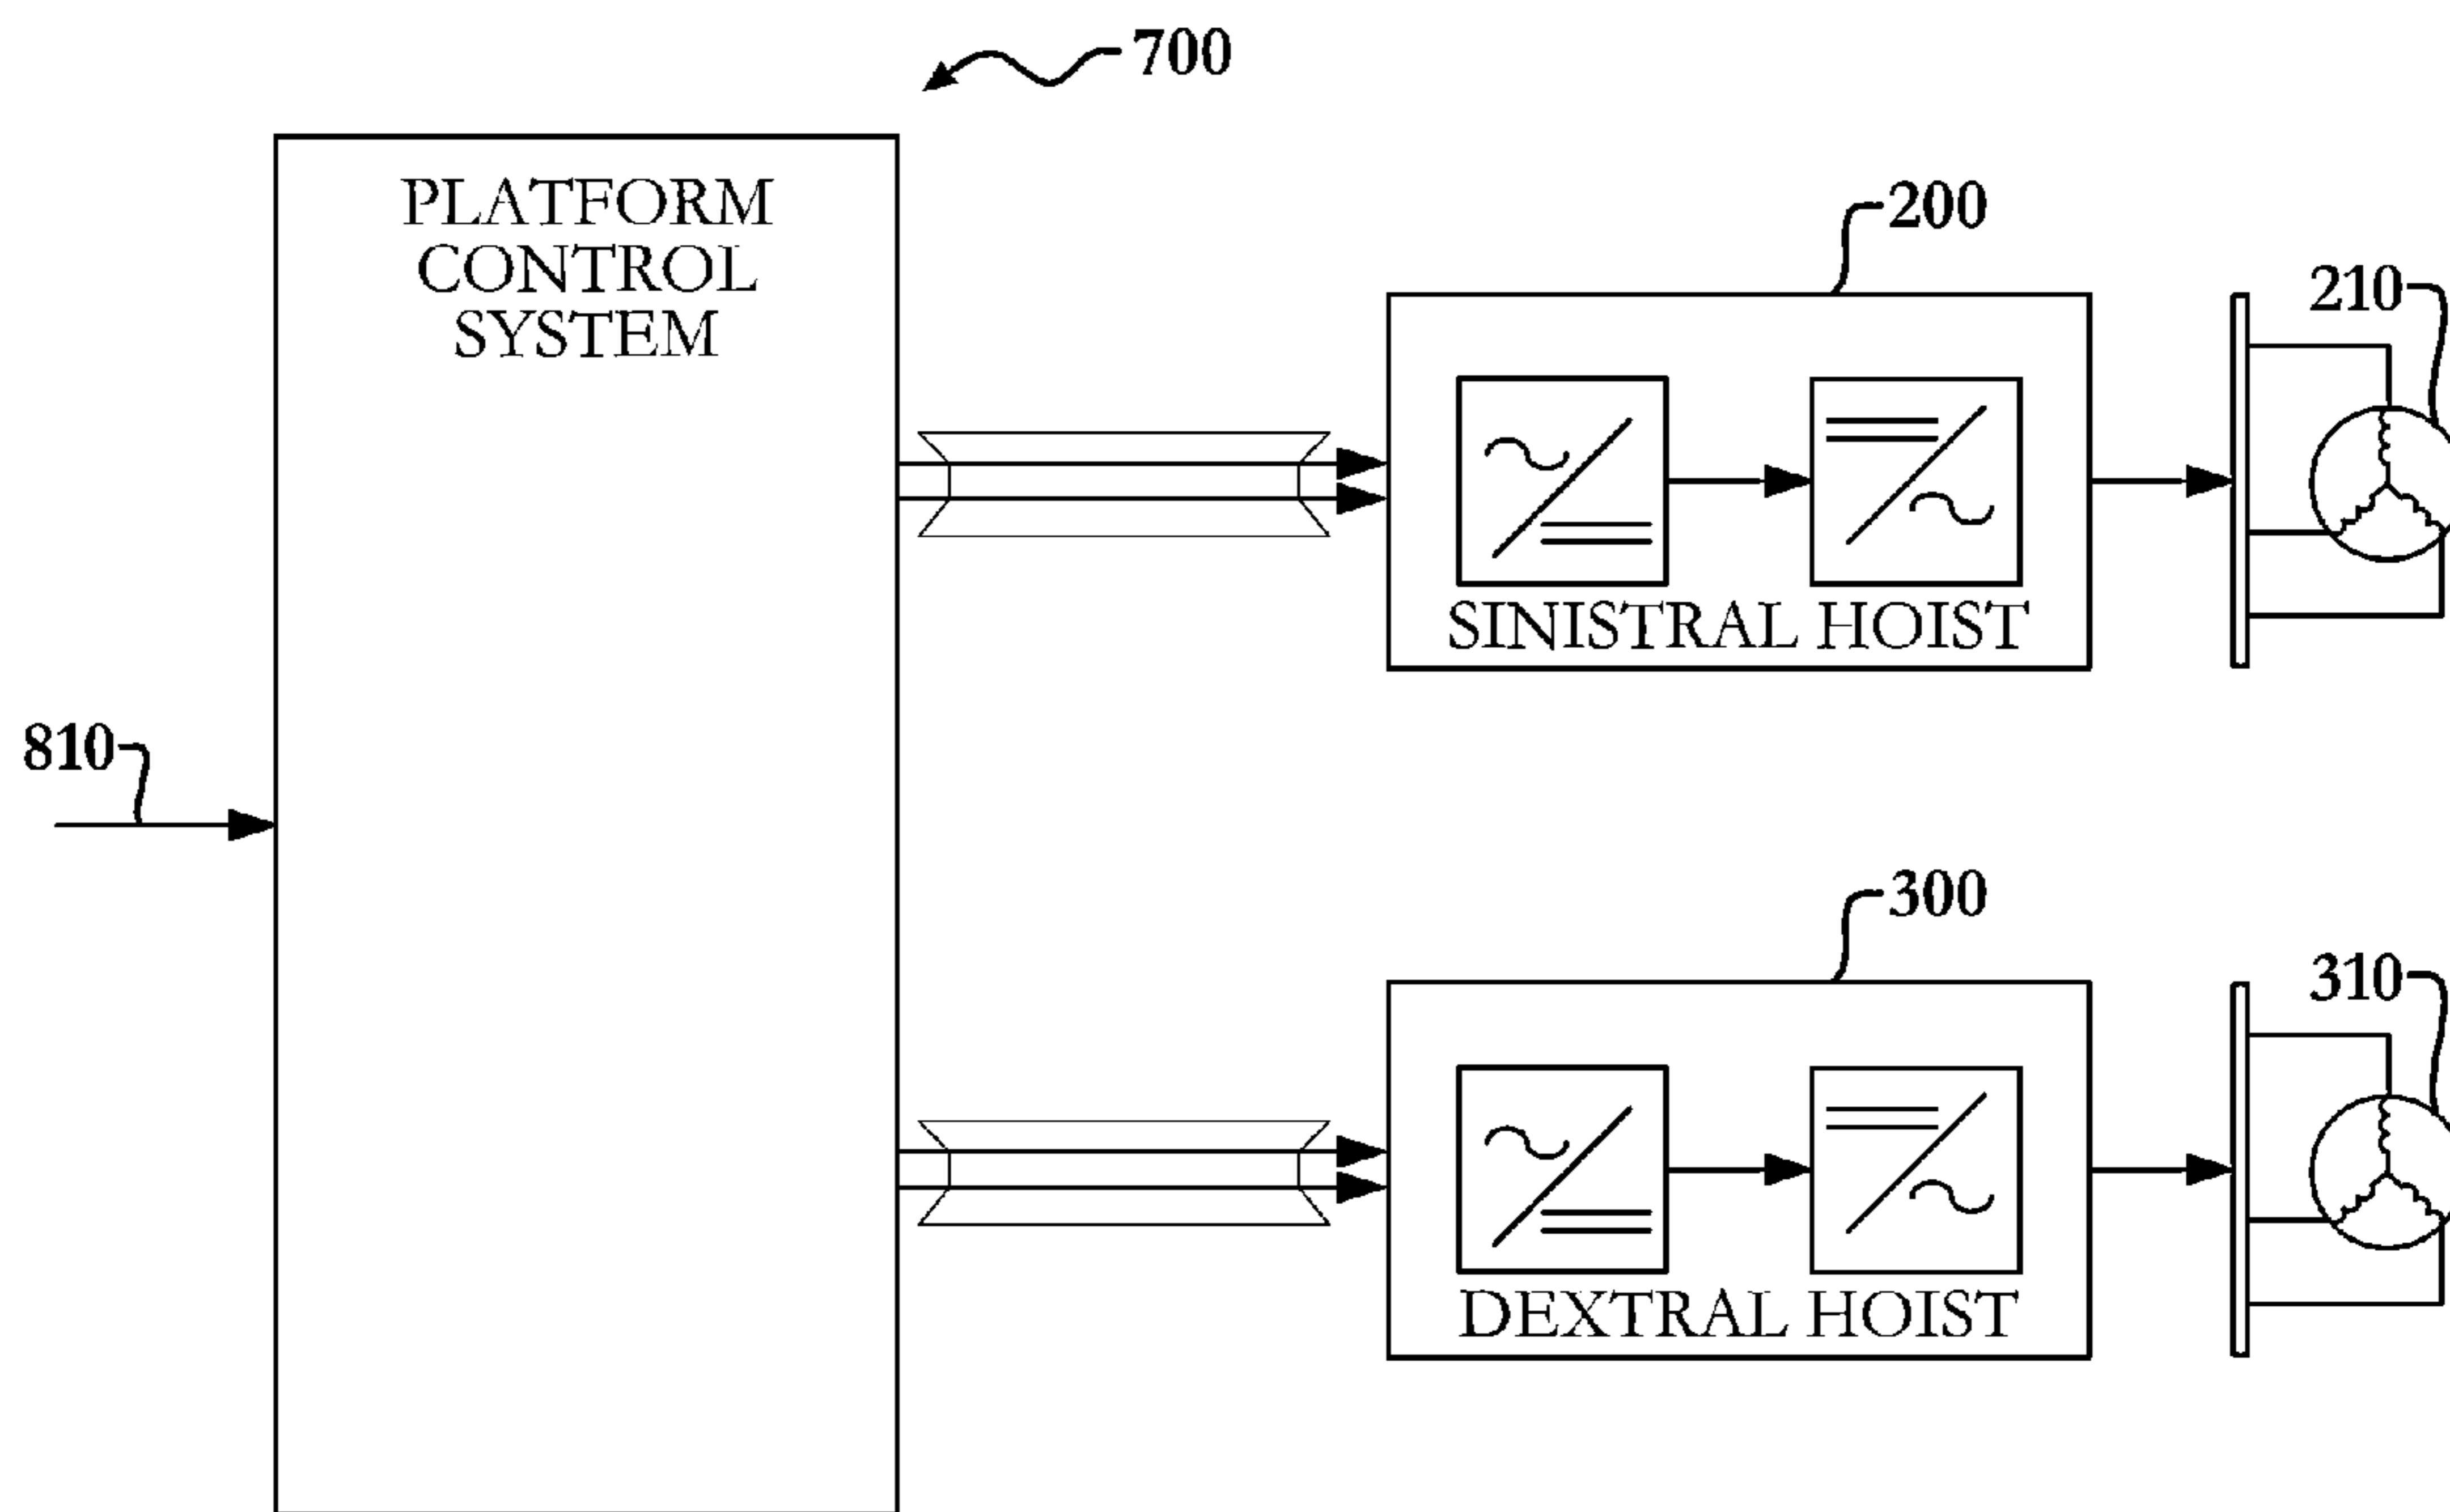 700
PLATFORM
CONTROL
SYSTEM
200
210
SINISTRAL HOIST
810
300
310
DEXTRAL HOIST